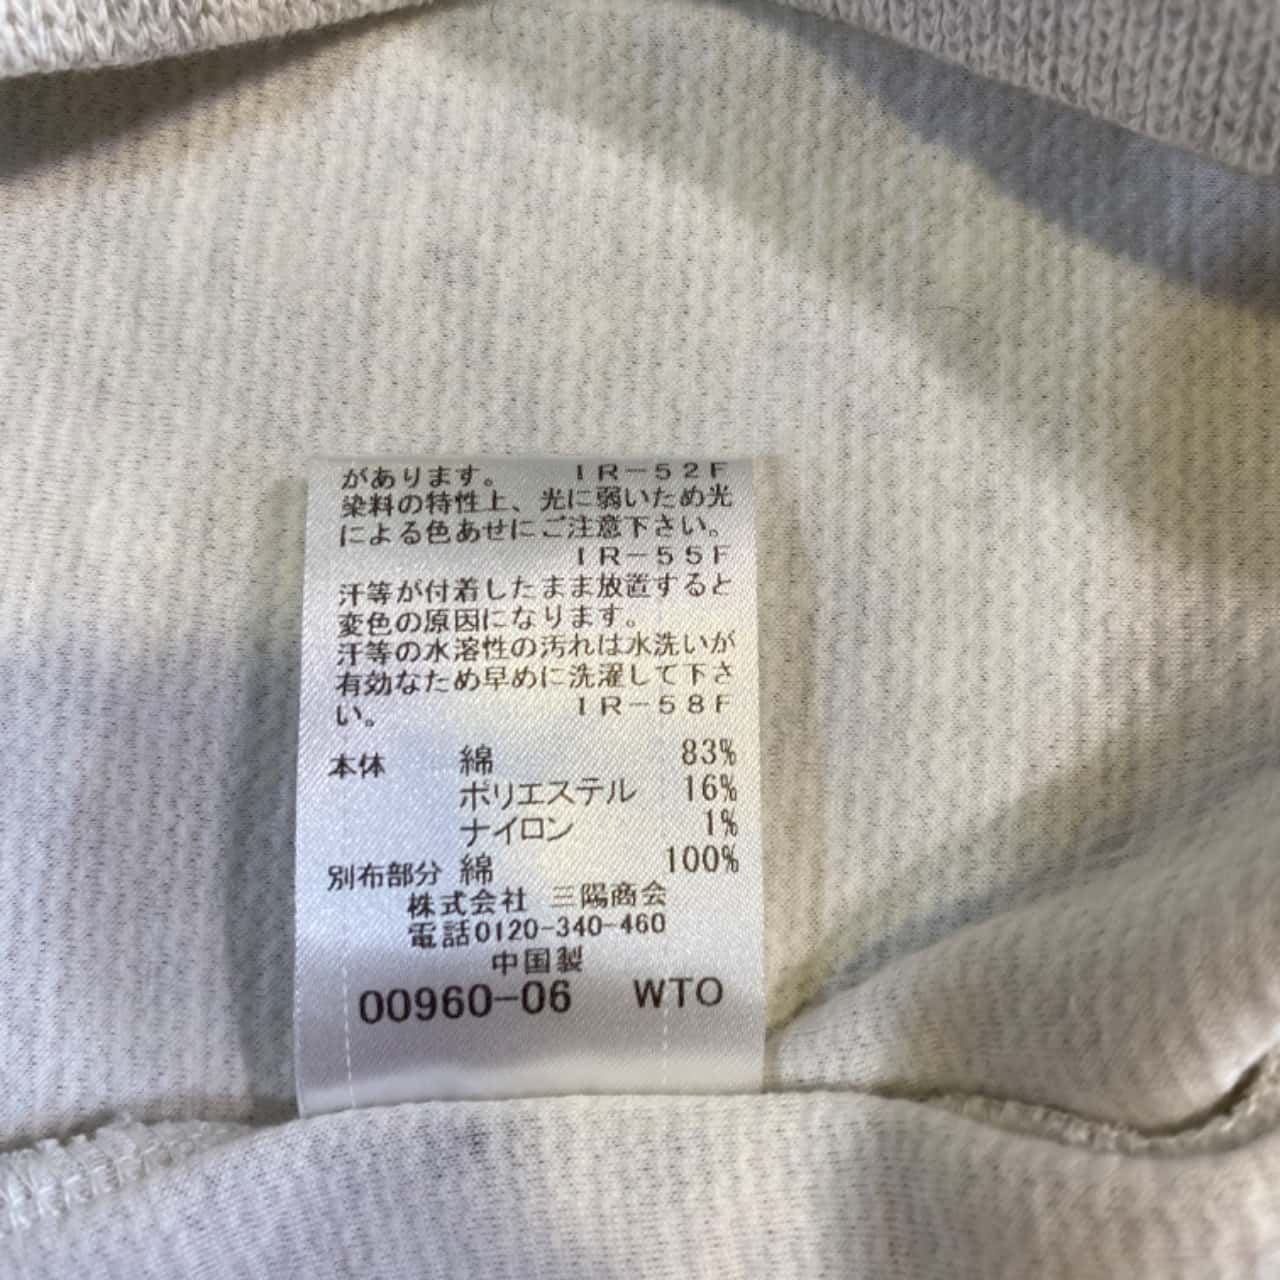 があります。 IR-52F
染料の特性上、光に弱いため光
による色あせにご注意下さい。
IR-55F
汗等が付着したまま放置すると
変色の原因になります。
汗等の水溶性の汚れは水洗いが
有効なため早めに洗濯して下さ
い。 IR-58F
本体 綿 83%
ポリエステル 16%
ナイロン 1%
別布部分 綿 100%
株式会社 三陽商会
電話0120-340-460
中国製
00960-06 WTO